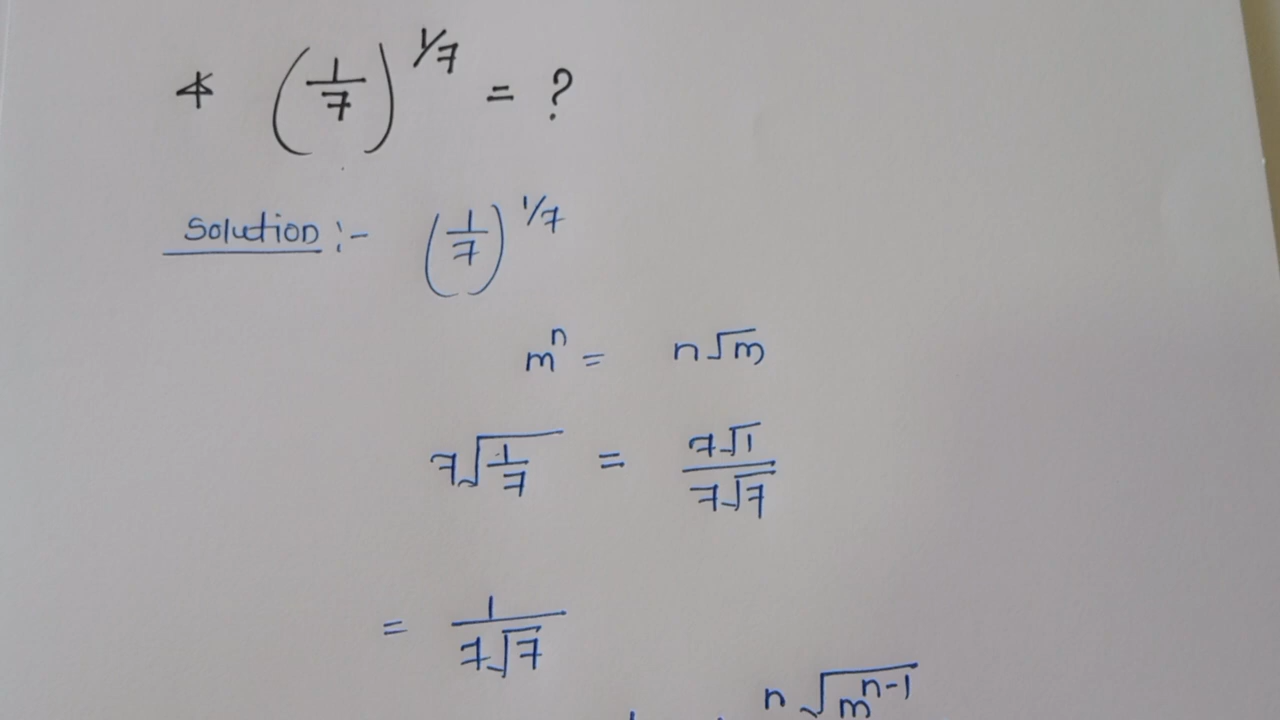 * (1/7)^1/7 = ?
Solution :- (1/7)^1/7
m^n = n√m
7√(1/7) = 7√1 / 7√7
= 1 / 7√7
n√m^n-1